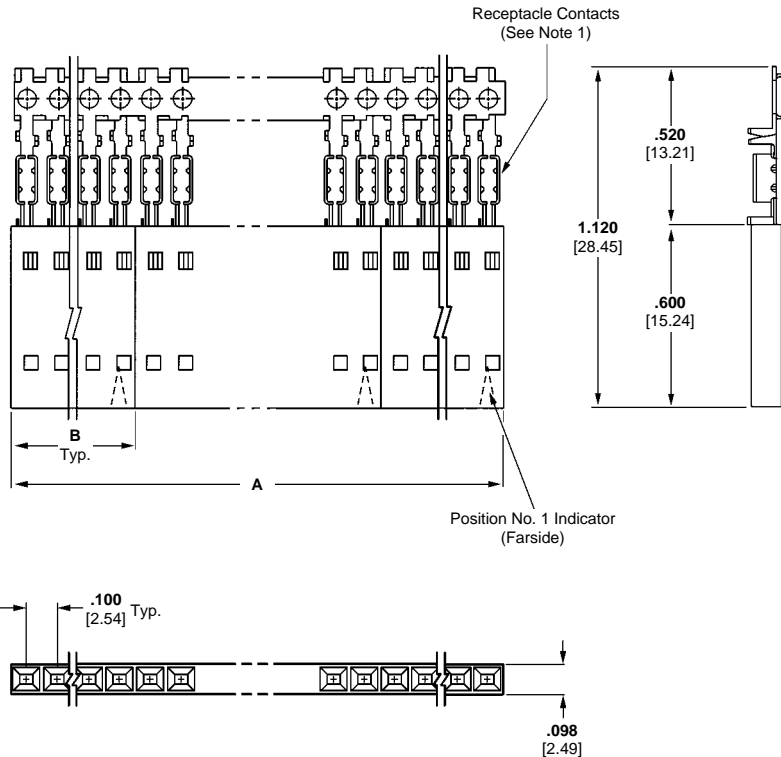 Receptacle Contacts
(See Note 1)
.520
[13.21]
1.120
[28.45]
.600
[15.24]
B
Typ.
A
Position No. 1 Indicator
(Farside)
.100
[2.54] Typ.
.098
[2.49]